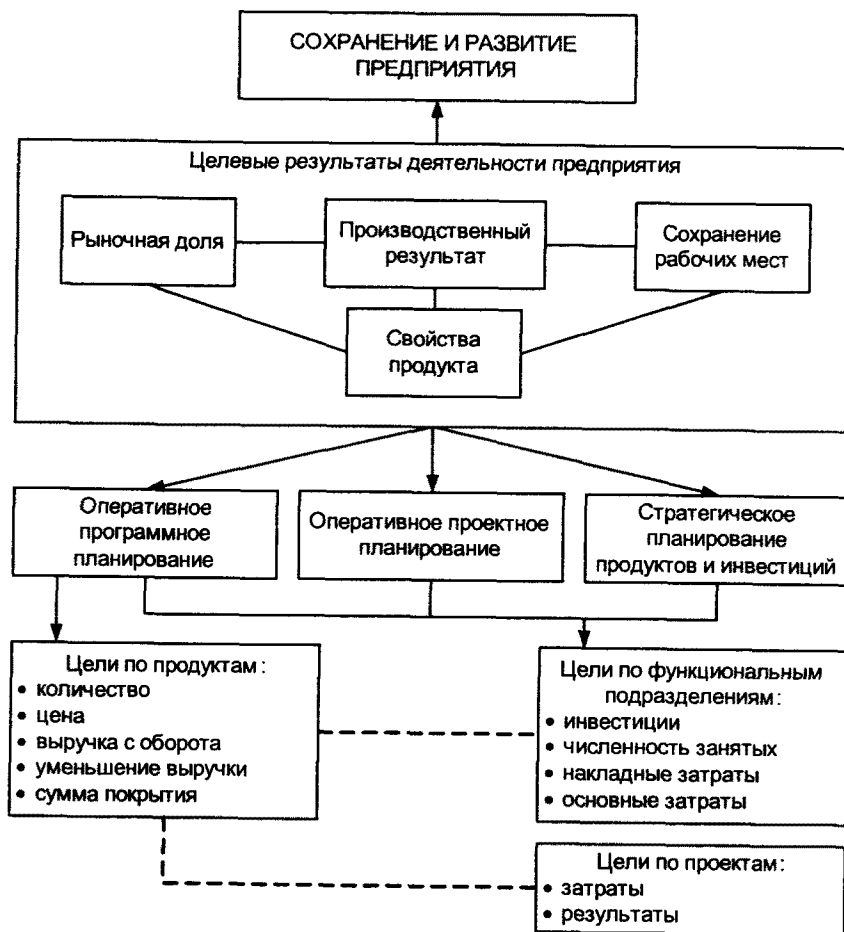 СОХРАНЕНИЕ И РАЗВИТИЕ
ПРЕДПРИЯТИЯ
Целевые результаты деятельности предприятия
Рыночная доля
Производственный
результат
Сохранение
рабочих мест
Свойства
продукта
Оперативное
программное
планирование
Оперативное проектное
планирование
Стратегическое
планирование
продуктов и инвестиций
Цели по продуктам:
• количество
• цена
• выручка с оборота
• уменьшение выручки
• сумма покрытия
Цели по функциональным
подразделениям:
• инвестиции
• численность занятых
• накладные затраты
• основные затраты
Цели по проектам:
• затраты
• результаты